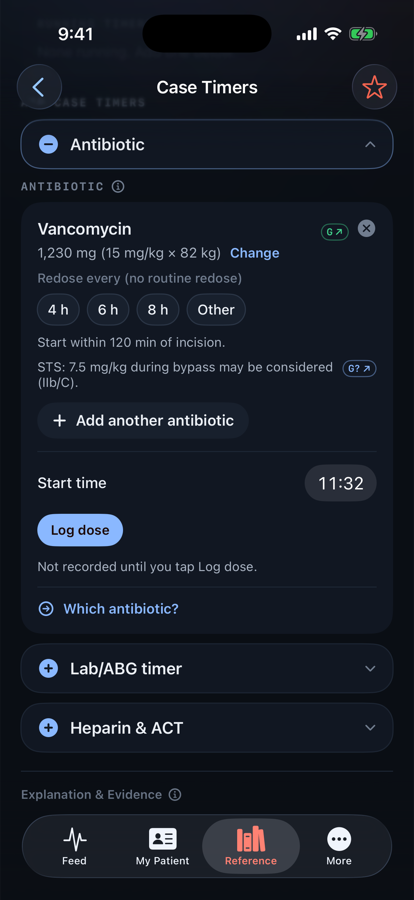 9:41
Case Timers
CASE TIMERS
Antibiotic
ANTIBIOTIC
Vancomycin
G ↗
1,230 mg (15 mg/kg × 82 kg) Change
Redose every (no routine redose)
4 h 6 h 8 h Other
Start within 120 min of incision.
STS: 7.5 mg/kg during bypass may be considered G? ↗
(IIb/C).
+ Add another antibiotic
Start time 11:32
Log dose
Not recorded until you tap Log dose.
Which antibiotic?
Lab/ABG timer
Heparin & ACT
Explanation & Evidence
Feed My Patient Reference More